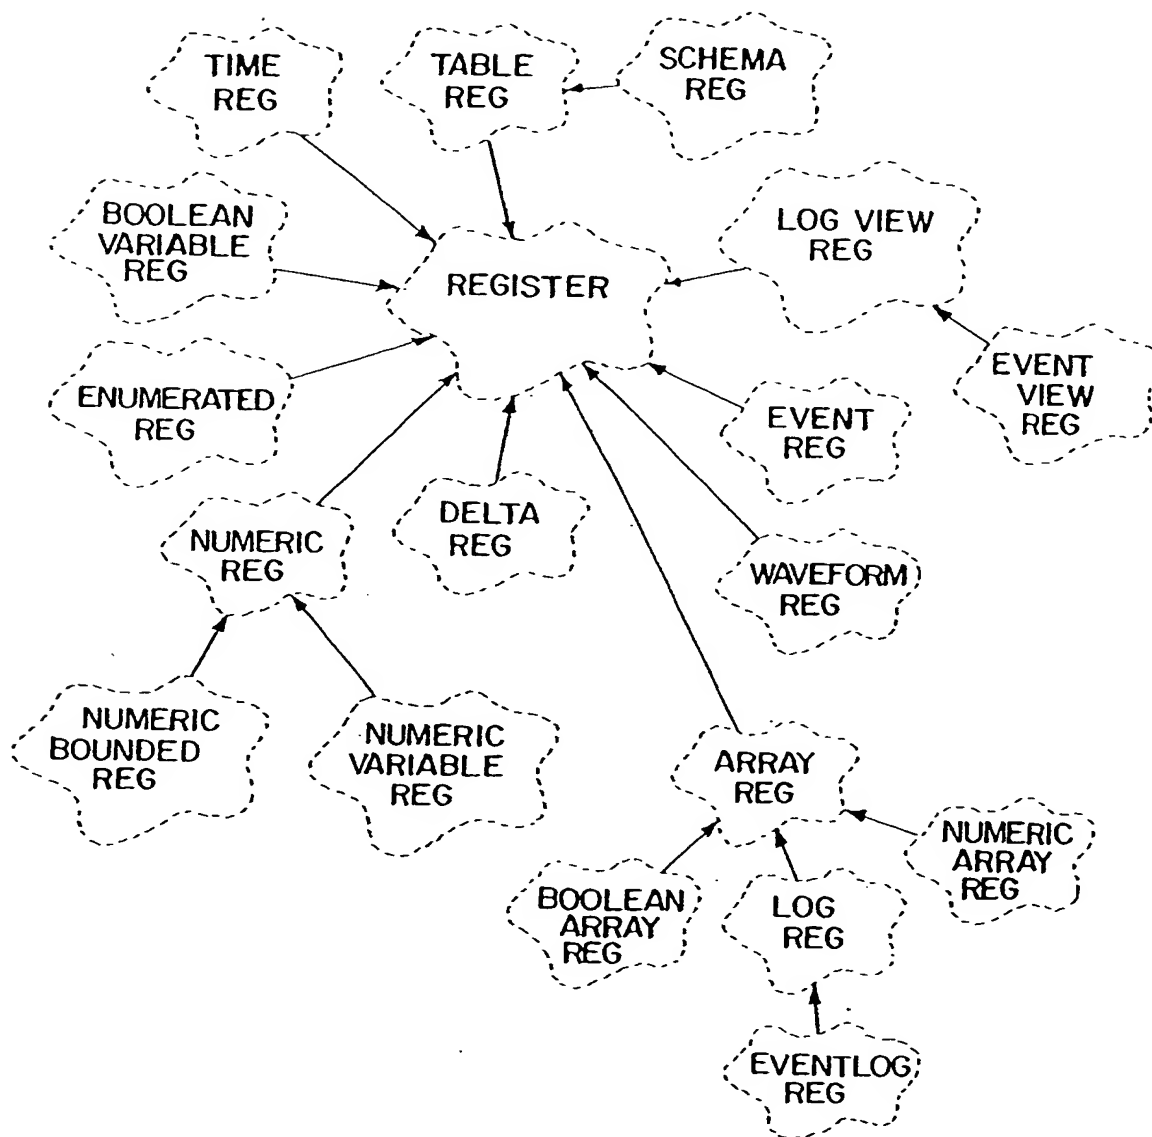 TIME
REG
TABLE
REG
SCHEMA
REG
BOOLEAN
VARIABLE
REG
REGISTER
LOG VIEW
REG
ENUMERATED
REG
EVENT
VIEW
REG
EVENT
REG
NUMERIC
REG
DELTA
REG
WAVEFORM
REG
NUMERIC
BOUNDED
REG
NUMERIC
VARIABLE
REG
ARRAY
REG
NUMERIC
ARRAY
REG
BOOLEAN
ARRAY
REG
LOG
REG
EVENTLOG
REG